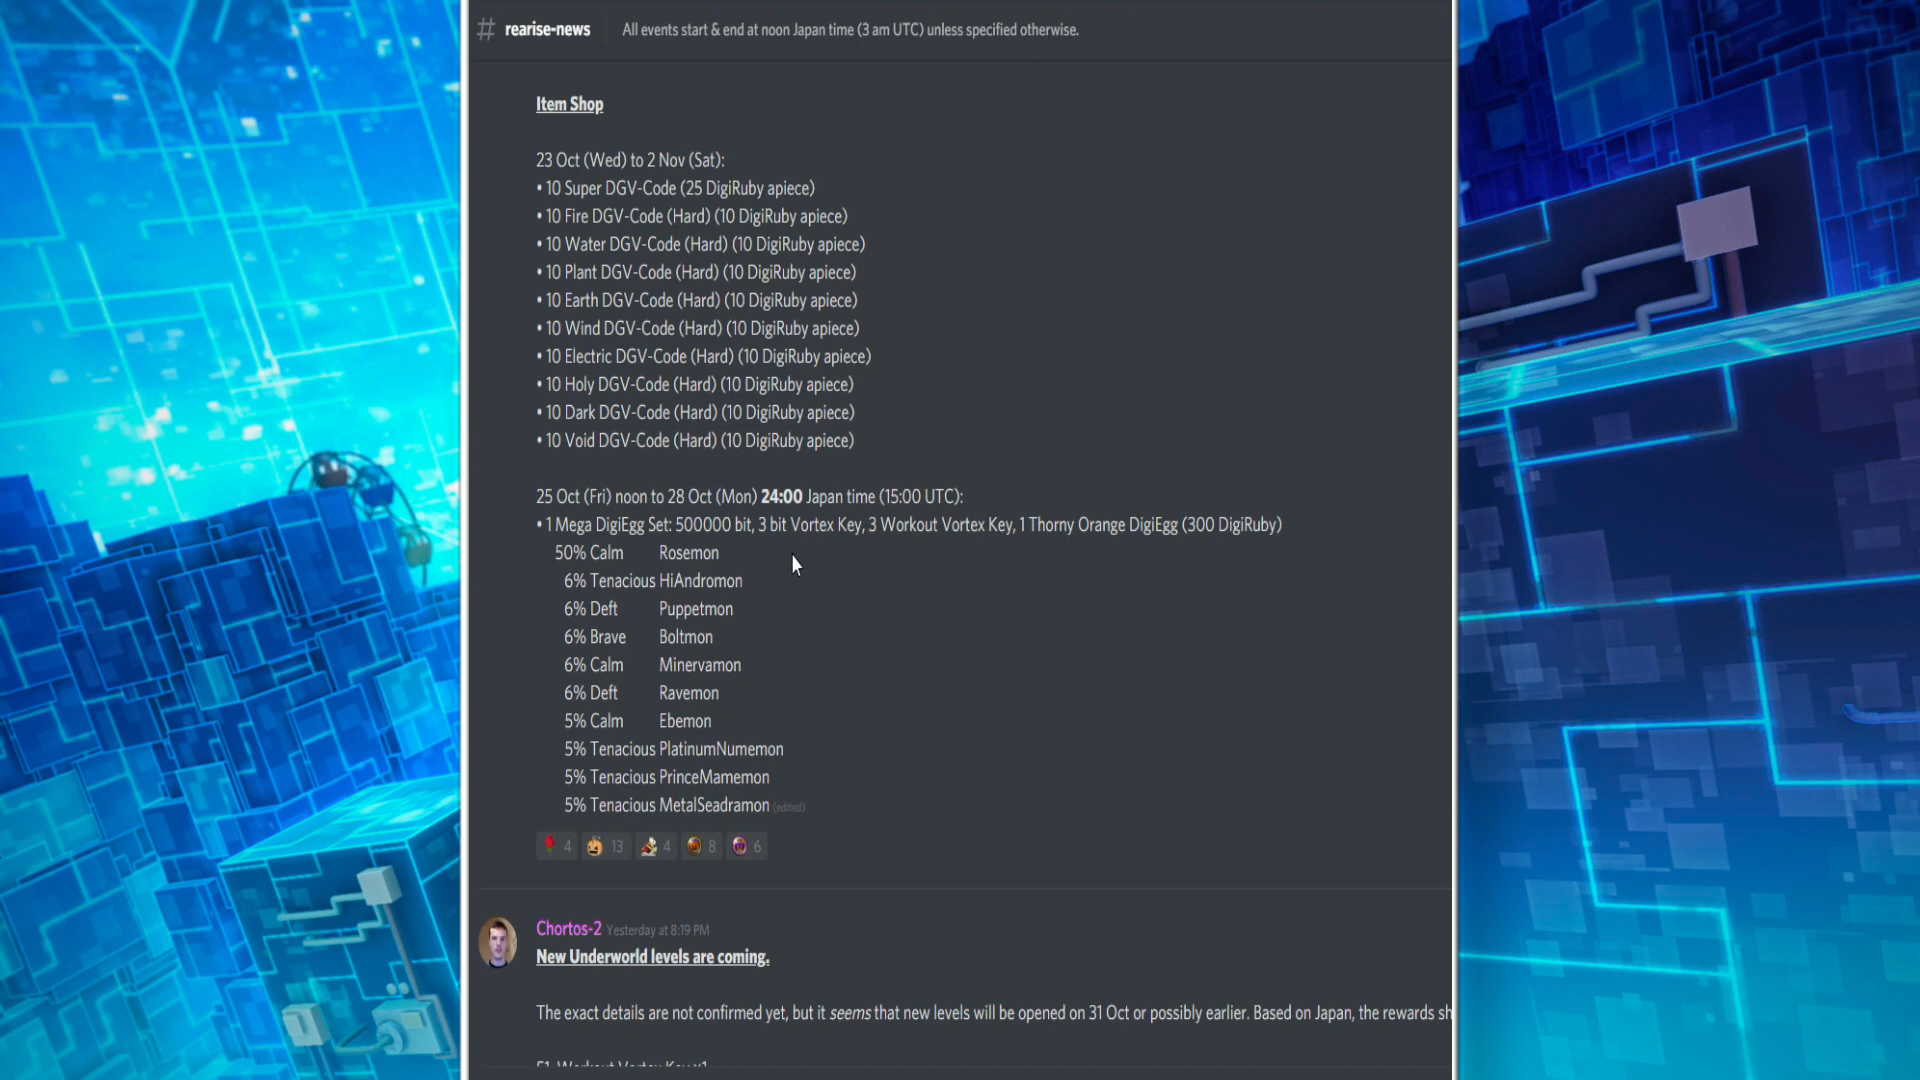 # rearise-news All events start & end at noon Japan time (3 am UTC) unless specified otherwise.
Item Shop
23 Oct (Wed) to 2 Nov (Sat):
• 10 Super DGV-Code (25 DigiRuby apiece)
• 10 Fire DGV-Code (Hard) (10 DigiRuby apiece)
• 10 Water DGV-Code (Hard) (10 DigiRuby apiece)
• 10 Plant DGV-Code (Hard) (10 DigiRuby apiece)
• 10 Earth DGV-Code (Hard) (10 DigiRuby apiece)
• 10 Wind DGV-Code (Hard) (10 DigiRuby apiece)
• 10 Electric DGV-Code (Hard) (10 DigiRuby apiece)
• 10 Holy DGV-Code (Hard) (10 DigiRuby apiece)
• 10 Dark DGV-Code (Hard) (10 DigiRuby apiece)
• 10 Void DGV-Code (Hard) (10 DigiRuby apiece)
25 Oct (Fri) noon to 28 Oct (Mon) 24:00 Japan time (15:00 UTC):
• 1 Mega DigiEgg Set: 500000 bit, 3 bit Vortex Key, 3 Workout Vortex Key, 1 Thorny Orange DigiEgg (300 DigiRuby)
50% Calm Rosemon
6% Tenacious HiAndromon
6% Deft Puppetmon
6% Brave Boltmon
6% Calm Minervamon
6% Deft Ravemon
5% Calm Ebemon
5% Tenacious PlatinumNumemon
5% Tenacious PrinceMamemon
5% Tenacious MetalSeadramon (edited)
4 13 4 8 6
Chortos-2 Yesterday at 8:19 PM
New Underworld levels are coming.
The exact details are not confirmed yet, but it seems that new levels will be opened on 31 Oct or possibly earlier. Based on Japan, the rewards sh
F1 Workout Vortex Key x1